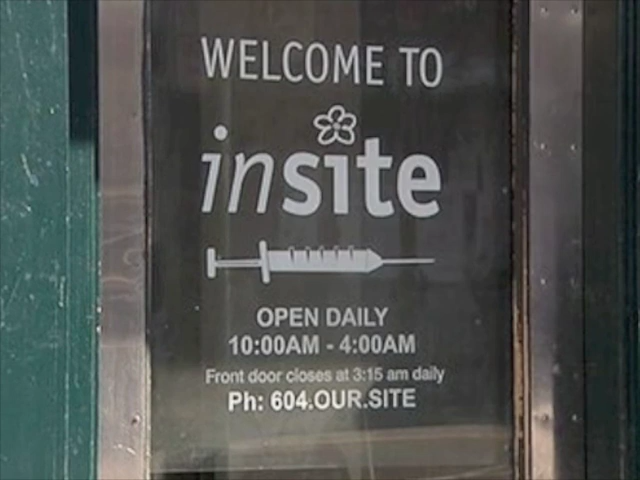 WELCOME TO
insite
OPEN DAILY
10:00AM - 4:00AM
Front door closes at 3:15 am daily
Ph: 604.OUR.SITE